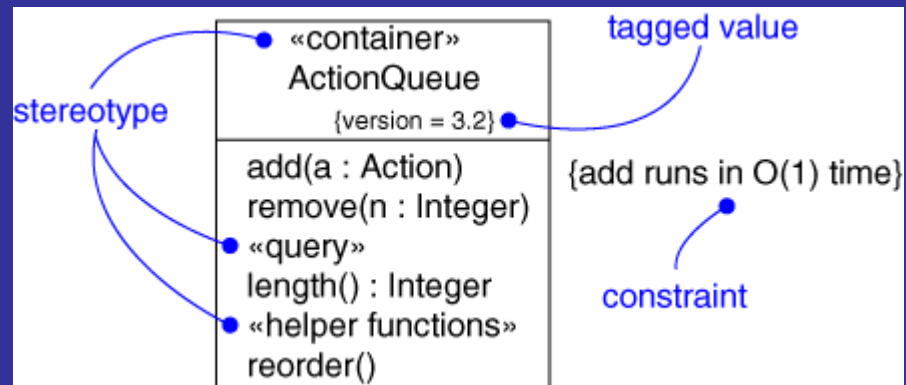 «container»
ActionQueue
{version = 3.2}
tagged value
stereotype
add(a : Action)
remove(n : Integer)
«query»
length() : Integer
«helper functions»
reorder()
{add runs in O(1) time}
constraint